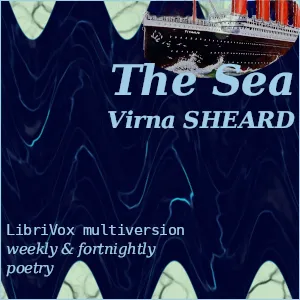 The Sea
Virna SHEARD
LibriVox multiversion
weekly & fortnightly
poetry